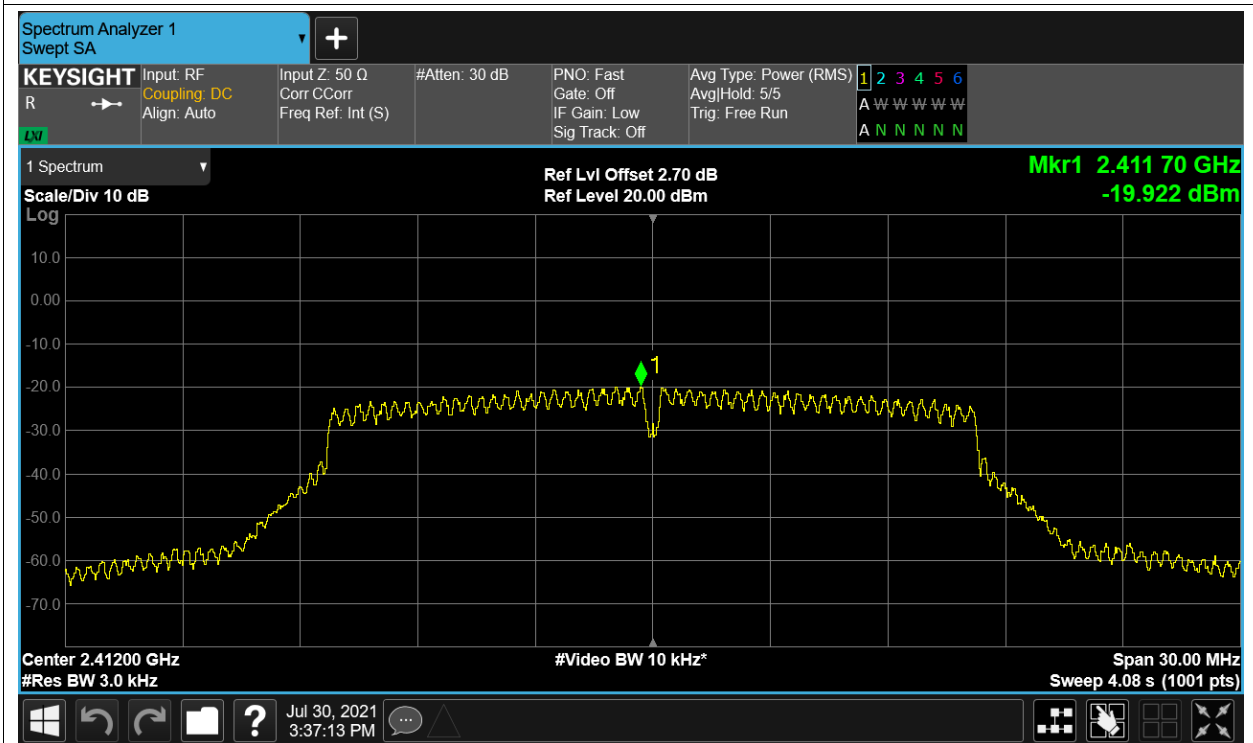 Spectrum Analyzer 1
Swept SA
KEYSIGHT
R
LXI
Input: RF
Coupling: DC
Align: Auto
Input Z: 50 Ω
Corr CCorr
Freq Ref: Int (S)
#Atten: 30 dB
PNO: Fast
Gate: Off
IF Gain: Low
Sig Track: Off
Avg Type: Power (RMS)
Avg|Hold: 5/5
Trig: Free Run
1 2 3 4 5 6
A W W W W W
A N N N N N
1 Spectrum
Scale/Div 10 dB
Log
Ref Lvl Offset 2.70 dB
Ref Level 20.00 dBm
Mkr1 2.411 70 GHz
-19.922 dBm
10.0
0.00
-10.0
1
-20.0
-30.0
-40.0
-50.0
-60.0
-70.0
Center 2.41200 GHz
#Res BW 3.0 kHz
#Video BW 10 kHz*
Span 30.00 MHz
Sweep 4.08 s (1001 pts)
?
Jul 30, 2021
3:37:13 PM